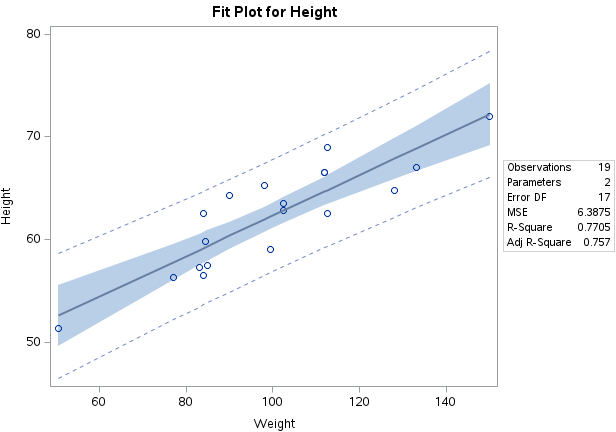 Fit Plot for Height
80
70
60
50
Height
60
80
100
120
140
Weight
Observations 19
Parameters 2
Error DF 17
MSE 6.3875
R-Square 0.7705
Adj R-Square 0.757